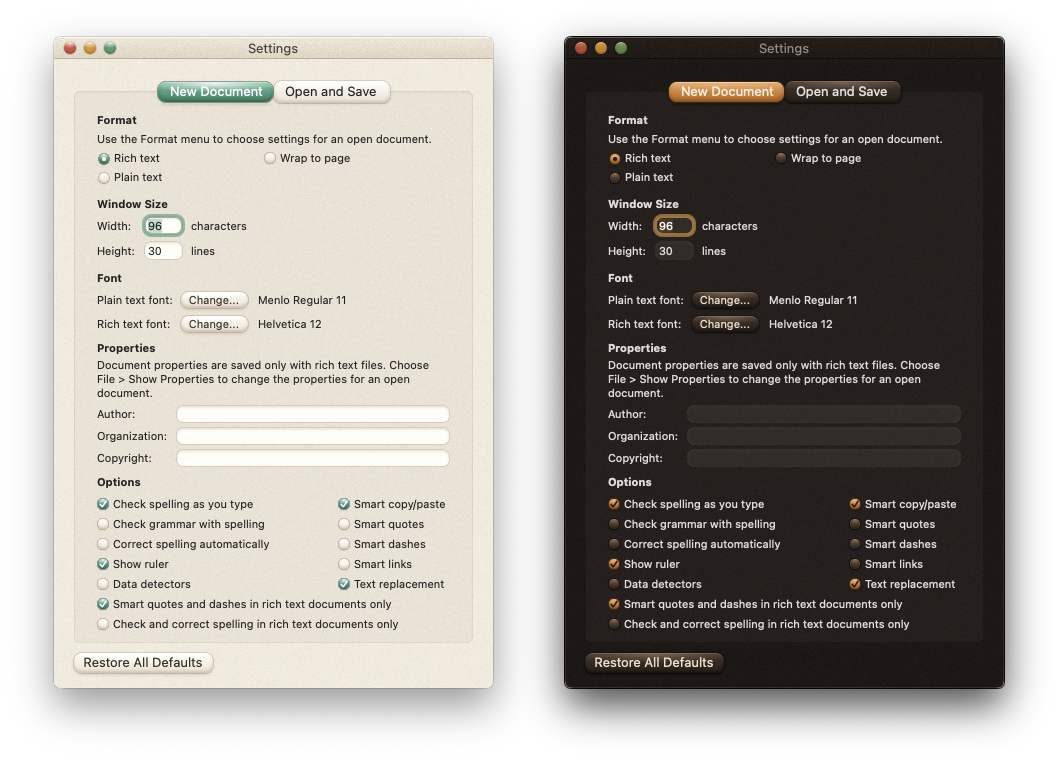 Settings
New Document Open and Save
Format
Use the Format menu to choose settings for an open document.
Rich text Wrap to page
Plain text
Window Size
Width: 96 characters
Height: 30 lines
Font
Plain text font: Change... Menlo Regular 11
Rich text font: Change... Helvetica 12
Properties
Document properties are saved only with rich text files. Choose
File > Show Properties to change the properties for an open
document.
Author:
Organization:
Copyright:
Options
Check spelling as you type Smart copy/paste
Check grammar with spelling Smart quotes
Correct spelling automatically Smart dashes
Show ruler Smart links
Data detectors Text replacement
Smart quotes and dashes in rich text documents only
Check and correct spelling in rich text documents only
Restore All Defaults
Settings
New Document Open and Save
Format
Use the Format menu to choose settings for an open document.
Rich text Wrap to page
Plain text
Window Size
Width: 96 characters
Height: 30 lines
Font
Plain text font: Change... Menlo Regular 11
Rich text font: Change... Helvetica 12
Properties
Document properties are saved only with rich text files. Choose
File > Show Properties to change the properties for an open
document.
Author:
Organization:
Copyright:
Options
Check spelling as you type Smart copy/paste
Check grammar with spelling Smart quotes
Correct spelling automatically Smart dashes
Show ruler Smart links
Data detectors Text replacement
Smart quotes and dashes in rich text documents only
Check and correct spelling in rich text documents only
Restore All Defaults